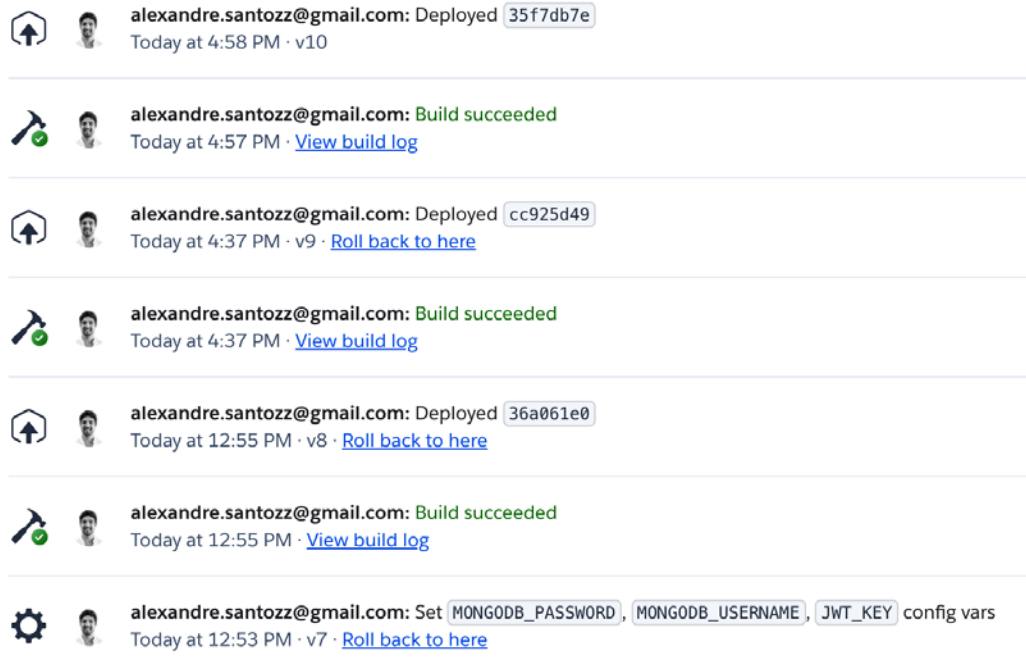 alexandre.santozz@gmail.com: Deployed 35f7db7e
Today at 4:58 PM · v10
alexandre.santozz@gmail.com: Build succeeded
Today at 4:57 PM · View build log
alexandre.santozz@gmail.com: Deployed cc925d49
Today at 4:37 PM · v9 · Roll back to here
alexandre.santozz@gmail.com: Build succeeded
Today at 4:37 PM · View build log
alexandre.santozz@gmail.com: Deployed 36a061e0
Today at 12:55 PM · v8 · Roll back to here
alexandre.santozz@gmail.com: Build succeeded
Today at 12:55 PM · View build log
alexandre.santozz@gmail.com: Set MONGODB_PASSWORD, MONGODB_USERNAME, JWT_KEY config vars
Today at 12:53 PM · v7 · Roll back to here